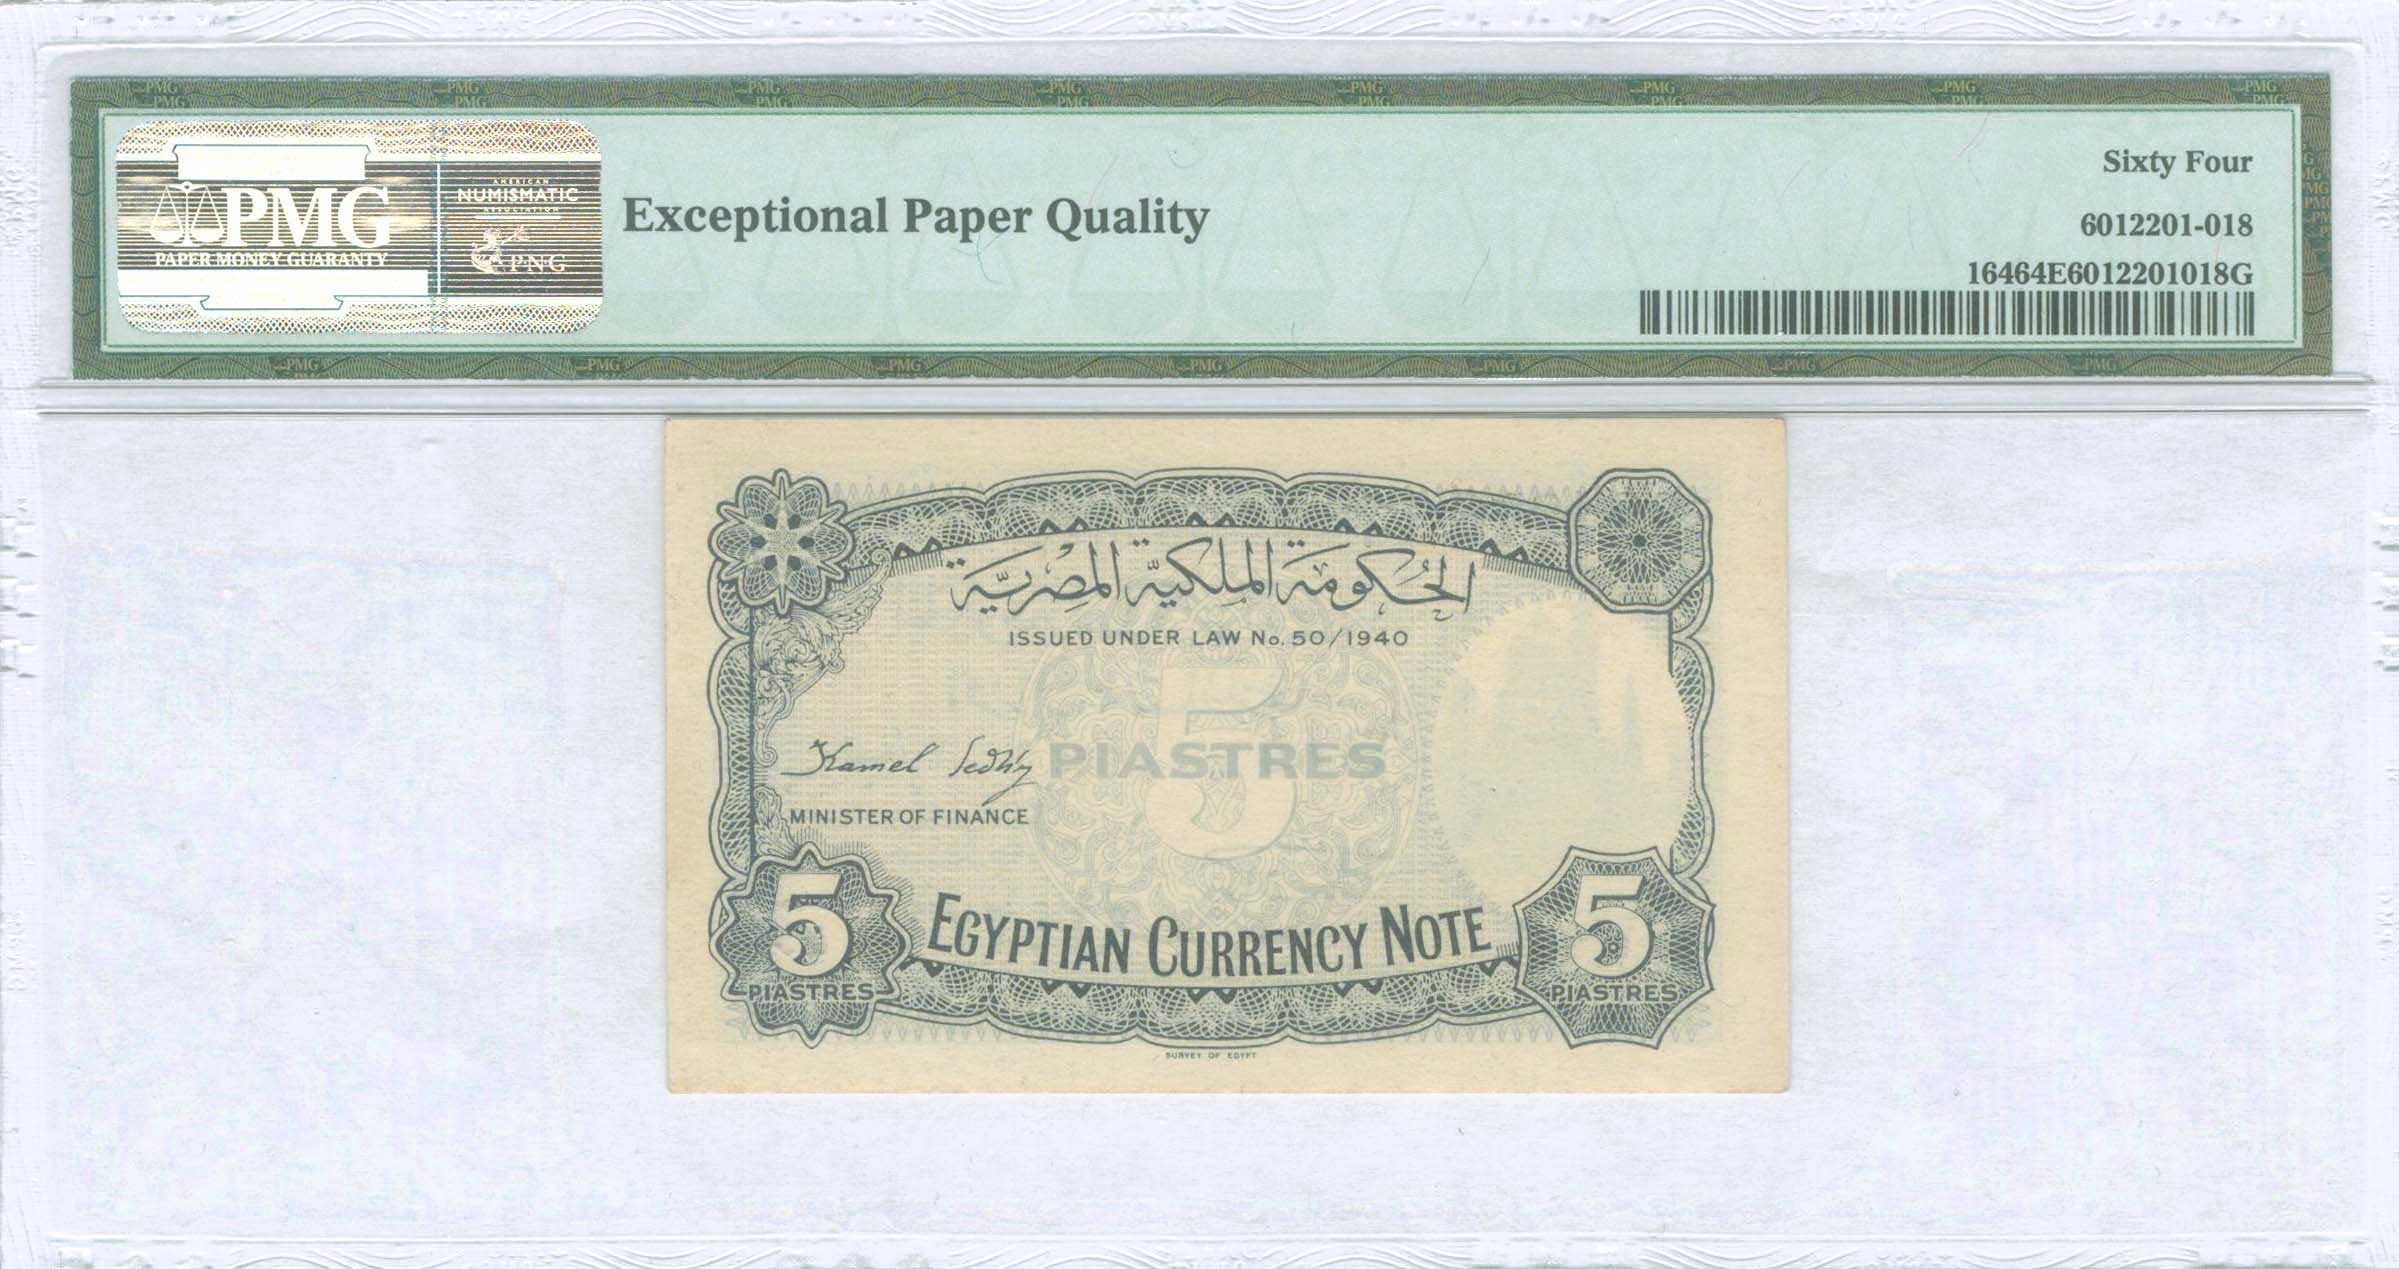 PMG
PAPER MONEY GUARANTY
AMERICAN
NUMISMATIC
ASSOCIATION
PNG
Exceptional Paper Quality
Sixty Four
6012201-018
16464E6012201018G
الحكومة الملكية المصرية
ISSUED UNDER LAW No. 50/1940
5
PIASTRES
Kamel Sedky
MINISTER OF FINANCE
EGYPTIAN CURRENCY NOTE
5
PIASTRES
5
PIASTRES
SURVEY OF EGYPT